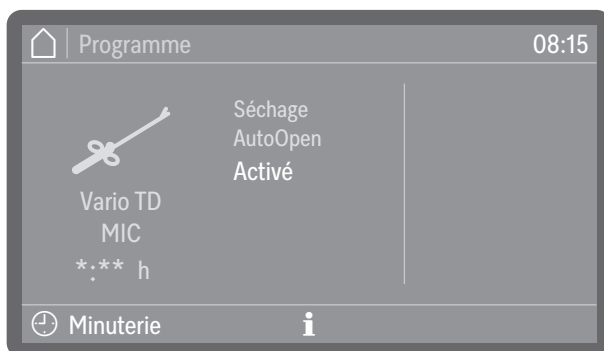 Programme 08:15
Séchage
AutoOpen
Activé
Vario TD
MIC
*:** h
Minuterie i